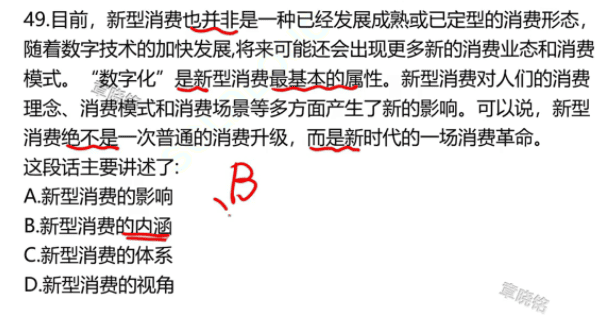 49.目前，新型消费也并非是一种已经发展成熟或已定型的消费形态，
随着数字技术的加快发展,将来可能还会出现更多新的消费业态和消费
模式。“数字化”是新型消费最基本的属性。新型消费对人们的消费
理念、消费模式和消费场景等多方面产生了新的影响。可以说，新型
消费绝不是一次普通的消费升级，而是新时代的一场消费革命。
这段话主要讲述了:
A.新型消费的影响
B
B.新型消费的内涵
C.新型消费的体系
D.新型消费的视角
章晓铭
章晓铭